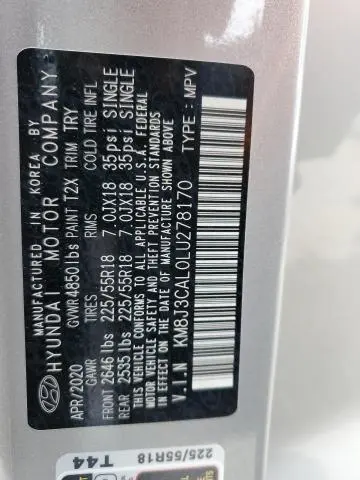 MANUFACTURED IN KOREA BY
HYUNDAI MOTOR COMPANY
APR/2020 GVWR 4850lbs PAINT T2X TRIM TRY
GAWR TIRES RIMS COLD TIRE INFL
FRONT 2646 lbs 225/55R18 7.0JX18 35psi SINGLE
REAR 2535 lbs 225/55R18 7.0JX18 35psi SINGLE
THIS VEHICLE CONFORMS TO ALL APPLICABLE U.S.A. FEDERAL
MOTOR VEHICLE SAFETY AND THEFT PREVENTION STANDARDS
IN EFFECT ON THE DATE OF MANUFACTURE SHOWN ABOVE.
V.I.N KM8J3CAL0LU278170 TYPE : MPV
225/55R18
T44